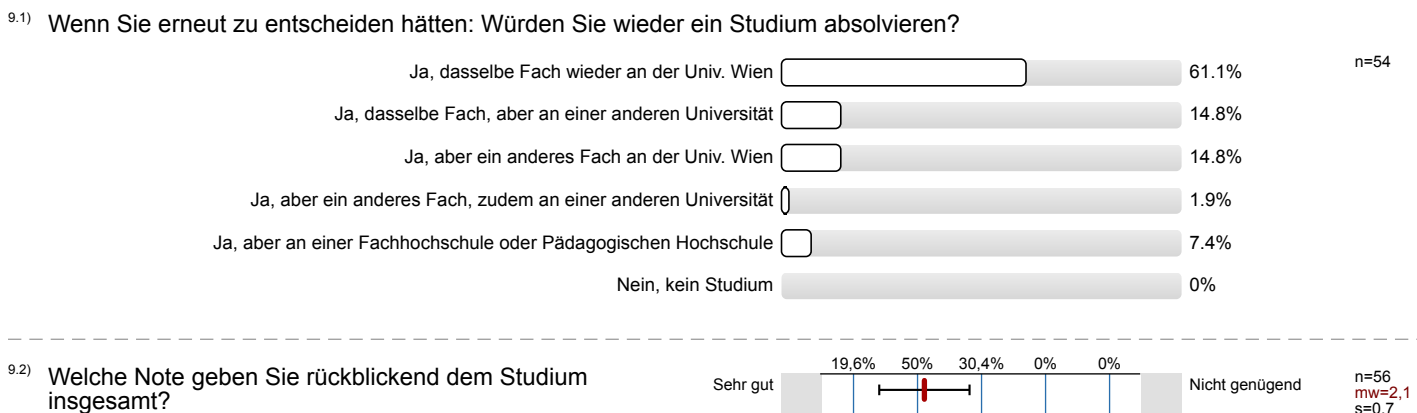 9.1) Wenn Sie erneut zu entscheiden hätten: Würden Sie wieder ein Studium absolvieren?
Ja, dasselbe Fach wieder an der Univ. Wien 61.1% n=54
Ja, dasselbe Fach, aber an einer anderen Universität 14.8%
Ja, aber ein anderes Fach an der Univ. Wien 14.8%
Ja, aber ein anderes Fach, zudem an einer anderen Universität 1.9%
Ja, aber an einer Fachhochschule oder Pädagogischen Hochschule 7.4%
Nein, kein Studium 0%
9.2) Welche Note geben Sie rückblickend dem Studium
insgesamt?
19,6% 50% 30,4% 0% 0%
Sehr gut Nicht genügend
n=56
mw=2,1
s=0,7